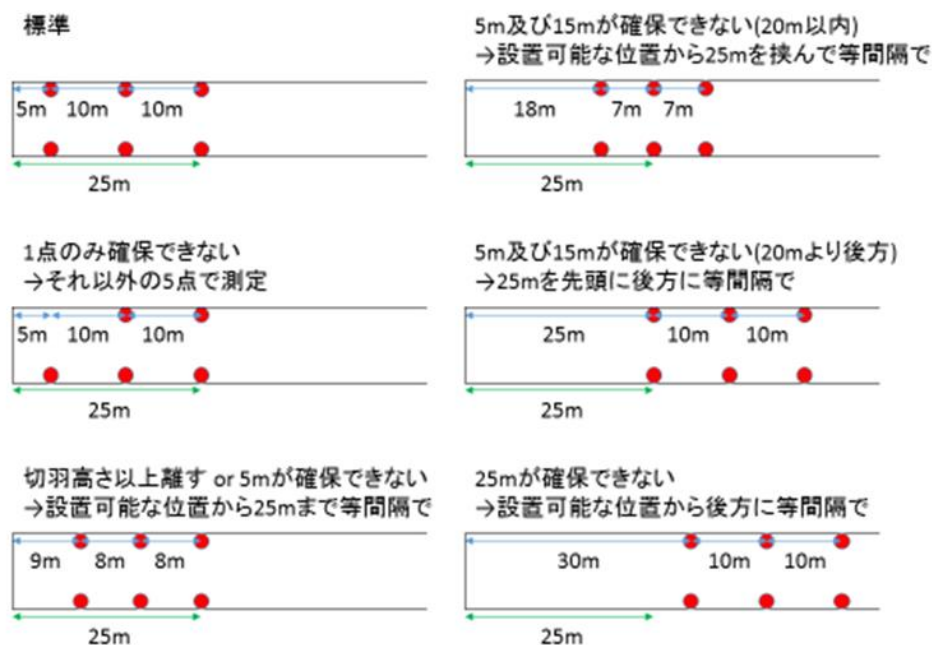 標準
5m 10m 10m
25m
5m及び15mが確保できない(20m以内)
→設置可能な位置から25mを挟んで等間隔で
18m 7m 7m
25m
1点のみ確保できない
→それ以外の5点で測定
5m 10m 10m
25m
5m及び15mが確保できない(20mより後方)
→25mを先頭に後方に等間隔で
25m 10m 10m
25m
切羽高さ以上離す or 5mが確保できない
→設置可能な位置から25mまで等間隔で
9m 8m 8m
25m
25mが確保できない
→設置可能な位置から後方に等間隔で
30m 10m 10m
25m